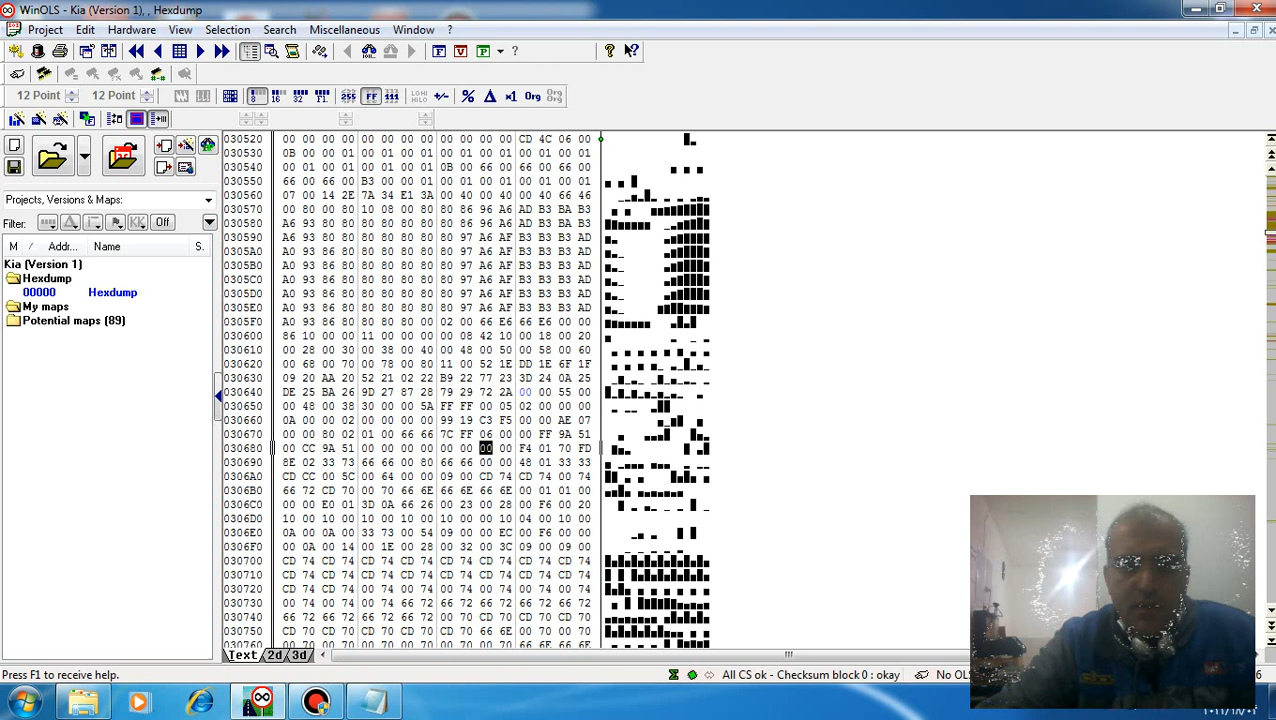 WinOLS - Kia (Version 1), , Hexdump
Project Edit Hardware View Selection Search Miscellaneous Window ?
12 Point 12 Point
Projects, Versions & Maps:
Filter: Off
M / Addr... Name S.
Kia (Version 1)
Hexdump
00000 Hexdump
My maps
Potential maps (89)
030520 00 00 00 00 00 00 00 00 00 00 00 00 CD 4C 06 00
030530 0B 00 00 01 00 01 00 01 00 01 00 01 00 01 00 01
030540 00 01 00 01 00 01 00 01 0B 00 66 00 66 00 66 00
030550 66 00 66 00 B3 00 00 01 00 01 00 01 00 01 00 01
030560 07 00 14 2E 7A 34 E1 3A 00 40 00 40 00 40 66 46
030570 00 80 00 80 10 08 00 80 80 86 96 A6 AD B3 BA B3
030580 A6 93 80 80 80 80 80 80 80 86 96 A6 AD B3 B3 B3
030590 A6 93 86 80 80 80 80 80 80 97 A6 AF B3 B3 B3 AD
0305A0 A0 93 86 80 80 80 80 80 80 97 A6 AF B3 B3 B3 AD
0305B0 A0 93 86 80 80 80 80 80 80 97 A6 AF B3 B3 B3 AD
0305C0 A0 93 86 80 80 80 80 80 80 97 A6 AF B3 B3 B3 AD
0305D0 A0 93 86 80 80 80 80 80 80 97 A6 AF B3 B3 B3 AD
0305E0 A0 93 86 80 80 80 80 80 80 97 A6 AF B3 B3 B3 AD
0305F0 A0 93 86 80 80 80 80 00 02 00 66 E6 66 E6 00 00
030600 86 10 00 00 11 00 00 00 00 08 42 10 00 18 00 20
030610 00 28 00 30 00 38 00 40 00 48 00 50 00 58 00 60
030620 00 68 00 70 00 78 00 80 11 00 52 1E DD 1E 6F 1F
030630 09 20 AA 20 52 21 02 22 B9 22 77 23 3D 24 0A 25
030640 DE 25 BA 26 9D 27 87 28 79 29 72 2A 00 00 55 00
030650 00 48 00 38 30 00 00 5A FF FF 00 05 02 00 00 00
030660 0A 00 00 02 00 00 00 00 99 19 C3 F5 00 00 AE 07
030670 00 00 00 80 02 01 00 66 66 7C FF 06 00 00 FF 9A 51
030680 00 CC 9A 51 00 00 00 00 00 00 00 00 F4 01 70 FD
030690 8E 02 33 73 66 66 00 80 66 66 00 00 48 01 33 33
0306A0 CD CC 00 5C 00 64 00 00 09 00 CD 74 CD 74 00 74
0306B0 66 72 CD 70 00 70 66 6E 66 6E 66 6E 00 01 01 00
0306C0 00 00 E0 01 3D 0A 66 26 00 23 00 28 00 F6 00 20
0306D0 10 00 10 00 10 00 10 00 10 00 00 10 04 00 10 00
0306E0 0A 00 0A 00 33 73 00 54 09 00 00 EC 00 F6 00 00
0306F0 00 0A 00 14 00 1E 00 28 00 32 00 3C 09 00 09 00
030700 CD 74 CD 74 CD 74 CD 74 CD 74 CD 74 CD 74 CD 74
030710 CD 74 CD 74 CD 74 CD 74 CD 74 CD 74 CD 74 CD 74
030720 CD 74 CD 74 00 74 00 74 00 74 00 74 00 74 00 74
030730 00 74 00 74 00 74 66 72 66 72 66 72 66 72 66 72
030740 66 72 66 72 66 72 66 72 00 70 CD 70 CD 70 CD 70
030750 CD 70 CD 70 CD 70 CD 70 CD 70 66 6E 00 70 00 70
Text 2d 3d
Press F1 to receive help.
All CS ok - Checksum block 0 : okay
No OLS